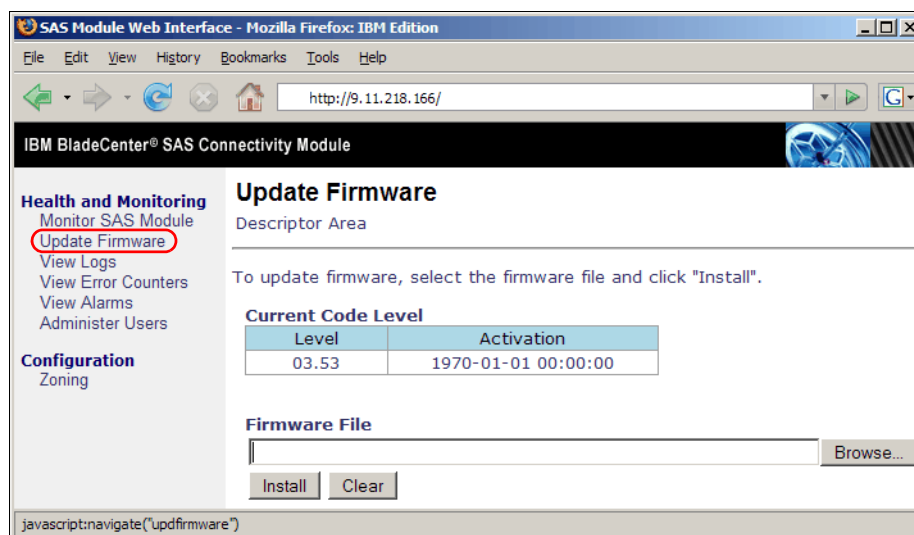 SAS Module Web Interface - Mozilla Firefox: IBM Edition
File Edit View History Bookmarks Tools Help
http://9.11.218.166/
G
IBM BladeCenter® SAS Connectivity Module
Health and Monitoring
Monitor SAS Module
Update Firmware
View Logs
View Error Counters
View Alarms
Administer Users
Configuration
Zoning
Update Firmware
Descriptor Area
To update firmware, select the firmware file and click "Install".
Current Code Level
Level Activation
03.53 1970-01-01 00:00:00
Firmware File
Browse...
Install Clear
javascript:navigate("updfirmware")